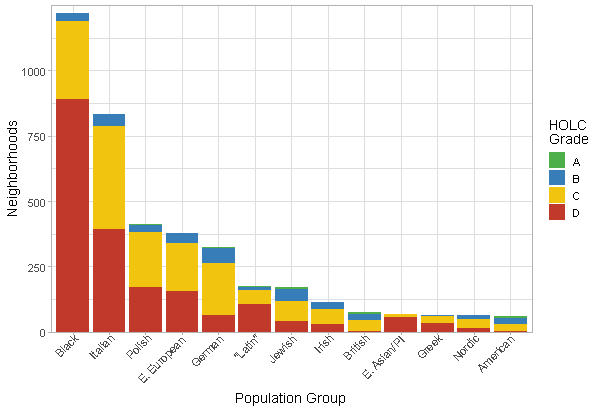 1000
750
500
250
0
Neighborhoods
Black
Italian
Polish
E. European
German
"Latin"
Jewish
Irish
British
E. Asian/PI
Greek
Nordic
American
Population Group
HOLC
Grade
A
B
C
D